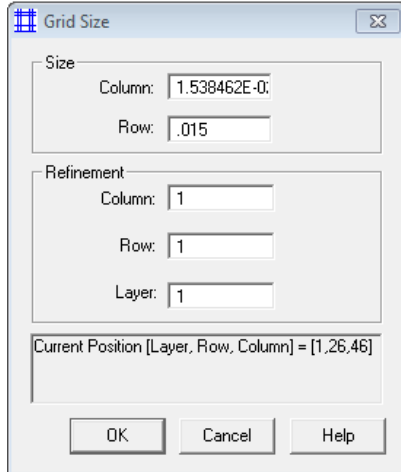 Grid Size
Size
Column: 1.538462E-0
Row: .015
Refinement
Column: 1
Row: 1
Layer: 1
Current Position [Layer, Row, Column] = [1,26,46]
OK Cancel Help